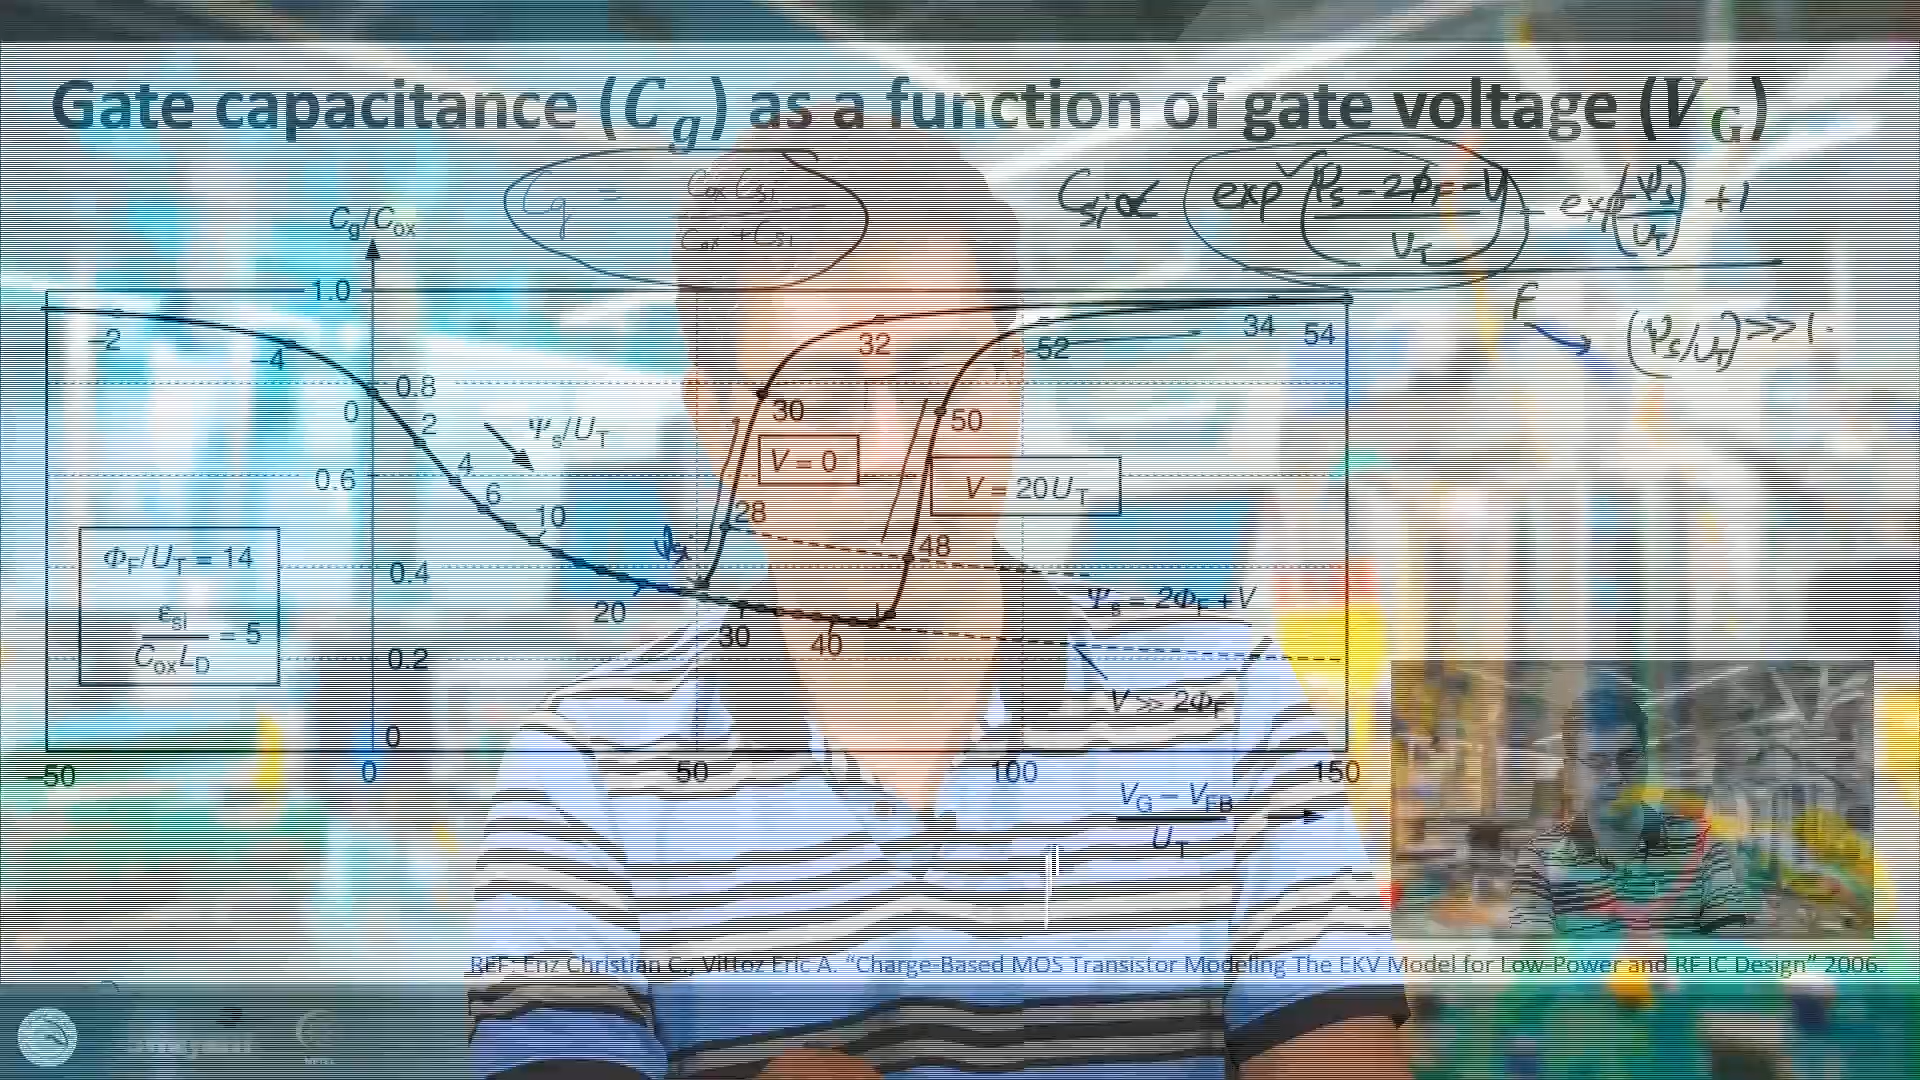 Gate capacitance (C_g) as a function of gate voltage (V_G)
C_g = C_ox C_si / C_ox + C_si
C_si ∝ exp (Ψ_s - 2ϕ_F - V / U_T) - exp(-Ψ_s / U_T) + 1
F
(Ψ_s/U_T) >> 1.
C_g/C_ox
1.0
-2
-4
32
52
34
54
0.8
0
2
30
50
Ψ_s/U_T
V = 0
4
0.6
6
V = 20U_T
10
28
48
Φ_F/U_T = 14
0.4
ε_si / C_ox L_D = 5
20
30
40
Ψ_s = 2Φ_F + V
0.2
V >> 2Φ_F
0
-50
0
50
100
150
V_G - V_FB / U_T
REF: Enz Christian C., Vittoz Eric A. "Charge-Based MOS Transistor Modeling The EKV Model for Low-Power and RF IC Design" 2006.
NPTEL